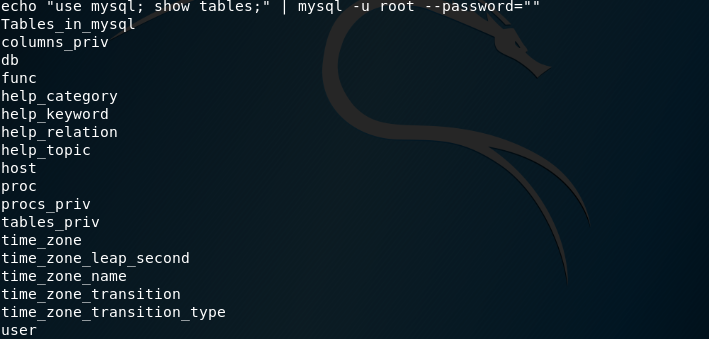 echo "use mysql; show tables;" | mysql -u root --password=""
Tables_in_mysql
columns_priv
db
func
help_category
help_keyword
help_relation
help_topic
host
proc
procs_priv
tables_priv
time_zone
time_zone_leap_second
time_zone_name
time_zone_transition
time_zone_transition_type
user